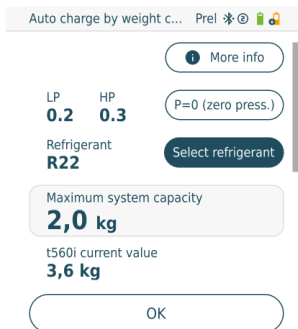 Auto charge by weight c... Prel 2
More info
LP HP
0.2 0.3 P=0 (zero press.)
Refrigerant
R22 Select refrigerant
Maximum system capacity
2,0 kg
t560i current value
3,6 kg
OK